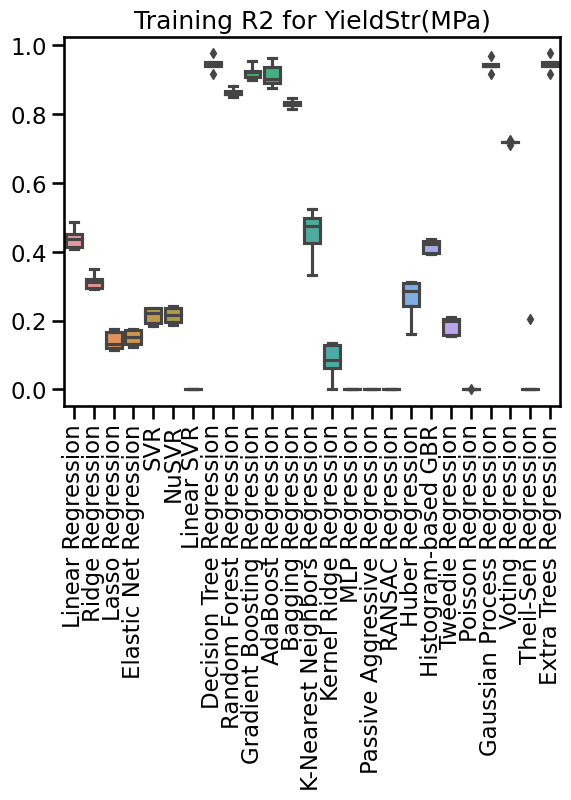 Training R2 for YieldStr(MPa)
1.0
0.8
0.6
0.4
0.2
0.0
Linear Regression
Ridge Regression
Lasso Regression
Elastic Net Regression
SVR
NuSVR
Linear SVR
Decision Tree Regression
Random Forest Regression
Gradient Boosting Regression
AdaBoost Regression
Bagging Regression
K-Nearest Neighbors Regression
Kernel Ridge Regression
MLP Regression
Passive Aggressive Regression
RANSAC Regression
Huber Regression
Histogram-based GBR
Tweedie Regression
Poisson Regression
Gaussian Process Regression
Voting Regression
Theil-Sen Regression
Extra Trees Regression